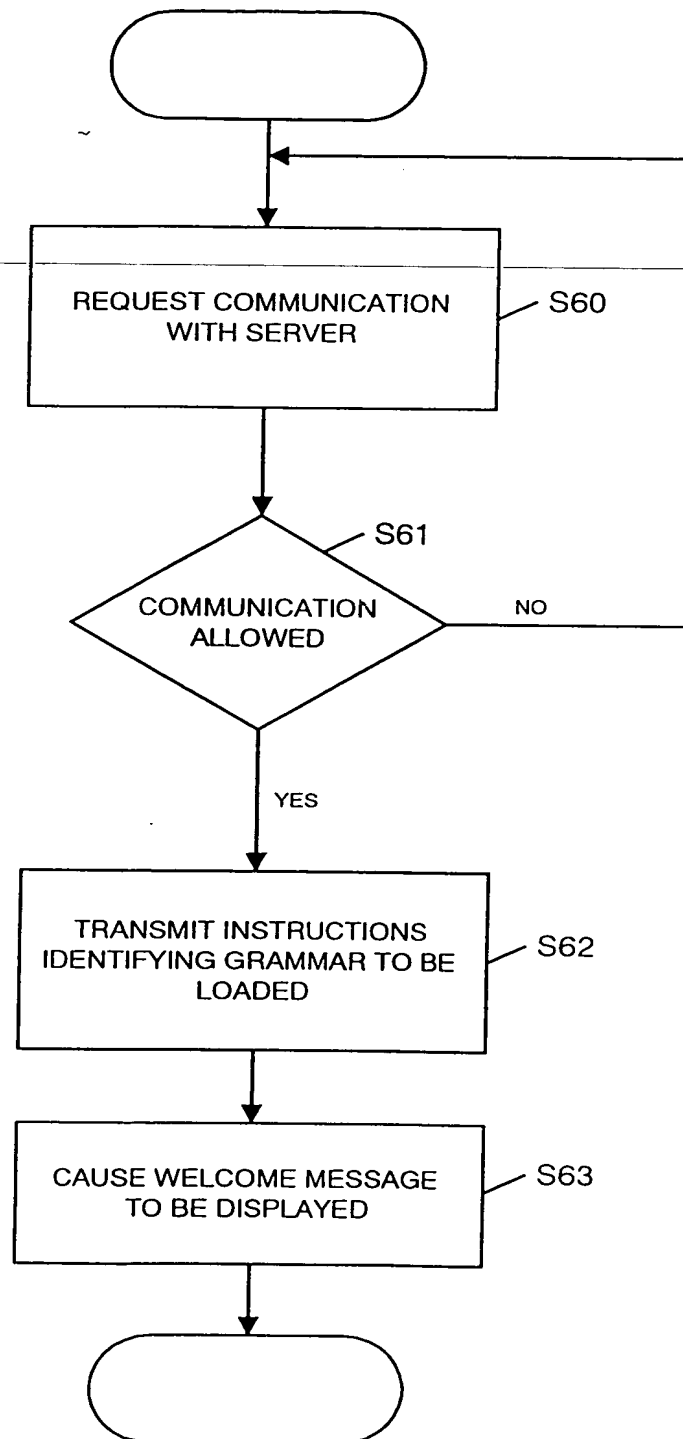 REQUEST COMMUNICATION
WITH SERVER
S60
S61
COMMUNICATION
ALLOWED
NO
YES
TRANSMIT INSTRUCTIONS
IDENTIFYING GRAMMAR TO BE
LOADED
S62
CAUSE WELCOME MESSAGE
TO BE DISPLAYED
S63